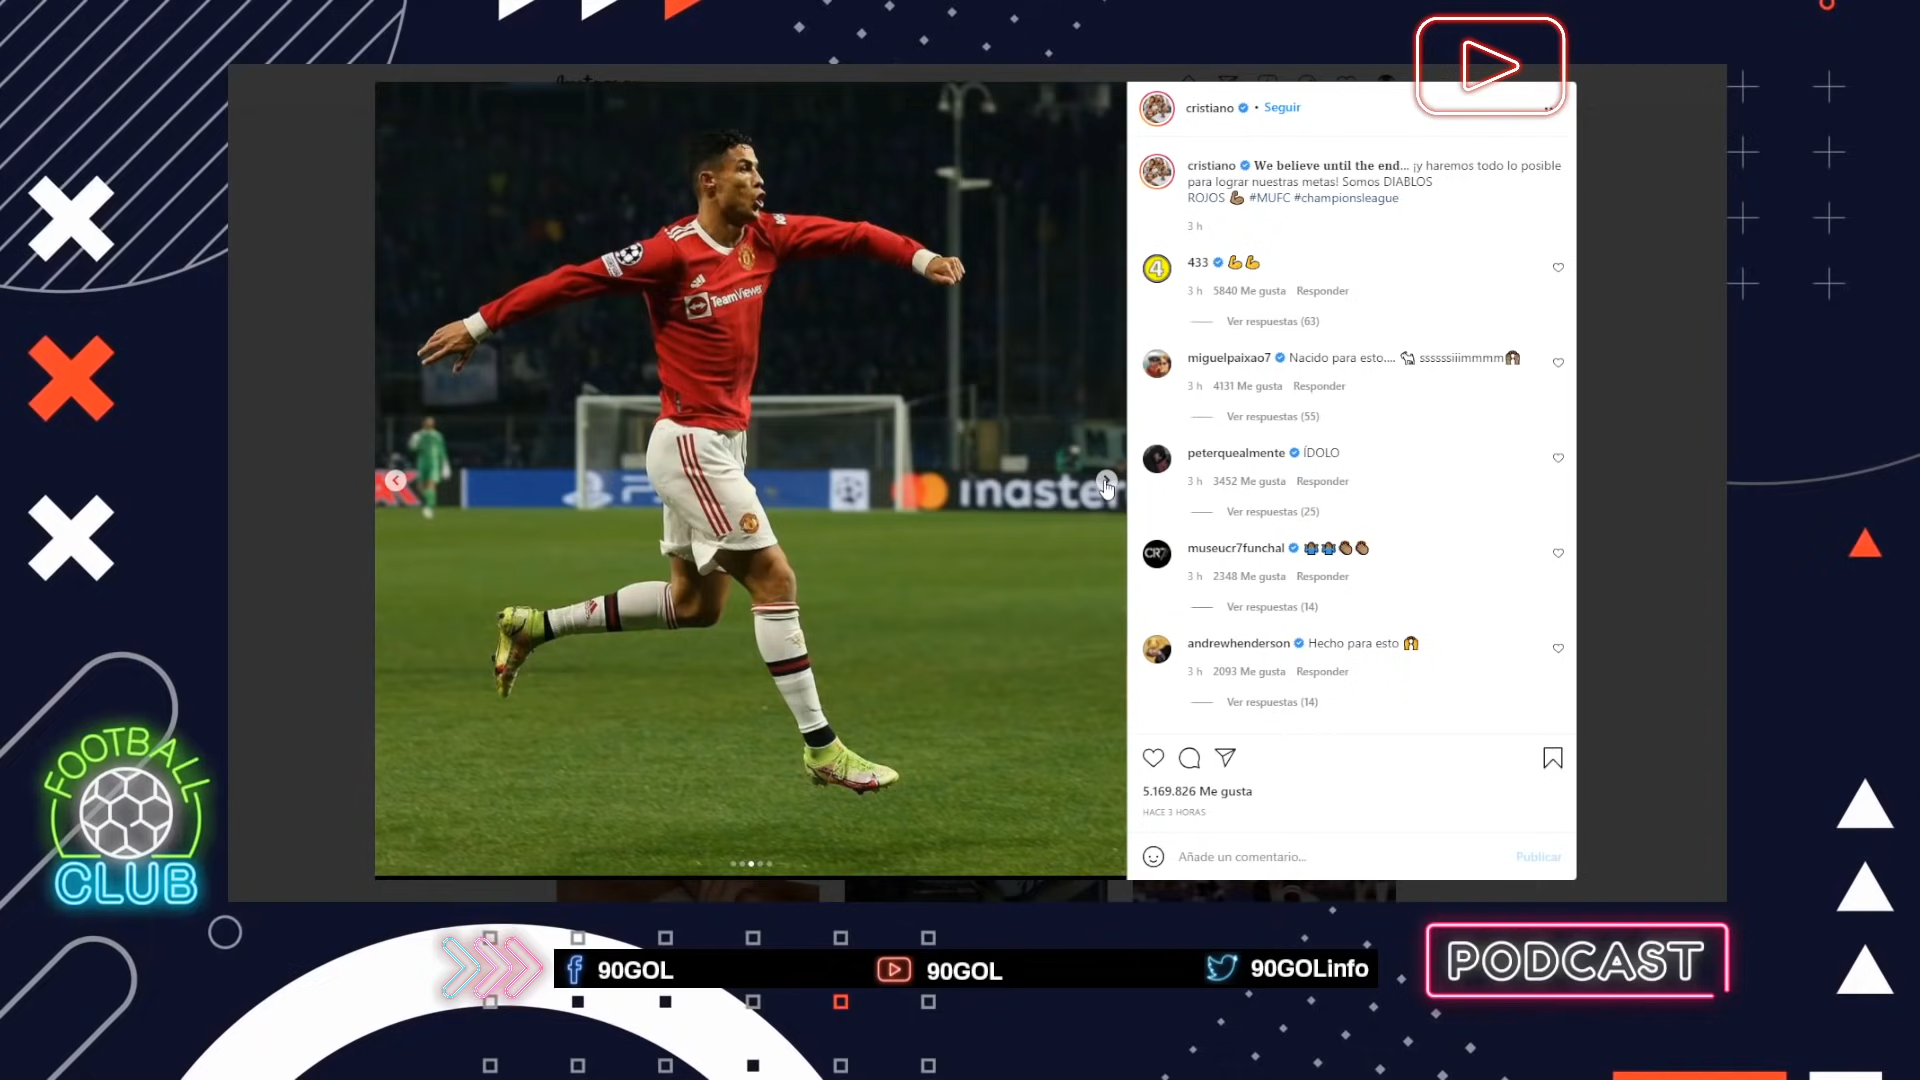 cristiano • Seguir
cristiano We believe until the end... ¡y haremos todo lo posible
para lograr nuestras metas! Somos DIABLOS
ROJOS 💪🏽 #MUFC #championsleague
3 h
433 💪💪
3 h 5840 Me gusta Responder
Ver respuestas (63)
miguelpaixao7 Nacido para esto.... 🐐 ssssssiiimmmm
3 h 4131 Me gusta Responder
Ver respuestas (55)
peterquealmente ÍDOLO
3 h 3452 Me gusta Responder
Ver respuestas (25)
CR7
museucr7funchal
3 h 2348 Me gusta Responder
Ver respuestas (14)
andrewhenderson Hecho para esto
3 h 2093 Me gusta Responder
Ver respuestas (14)
5.169.826 Me gusta
HACE 3 HORAS
Añade un comentario...
Publicar
TeamViewer
master
FOOTBALL
CLUB
90GOL
90GOL
90GOLinfo
PODCAST